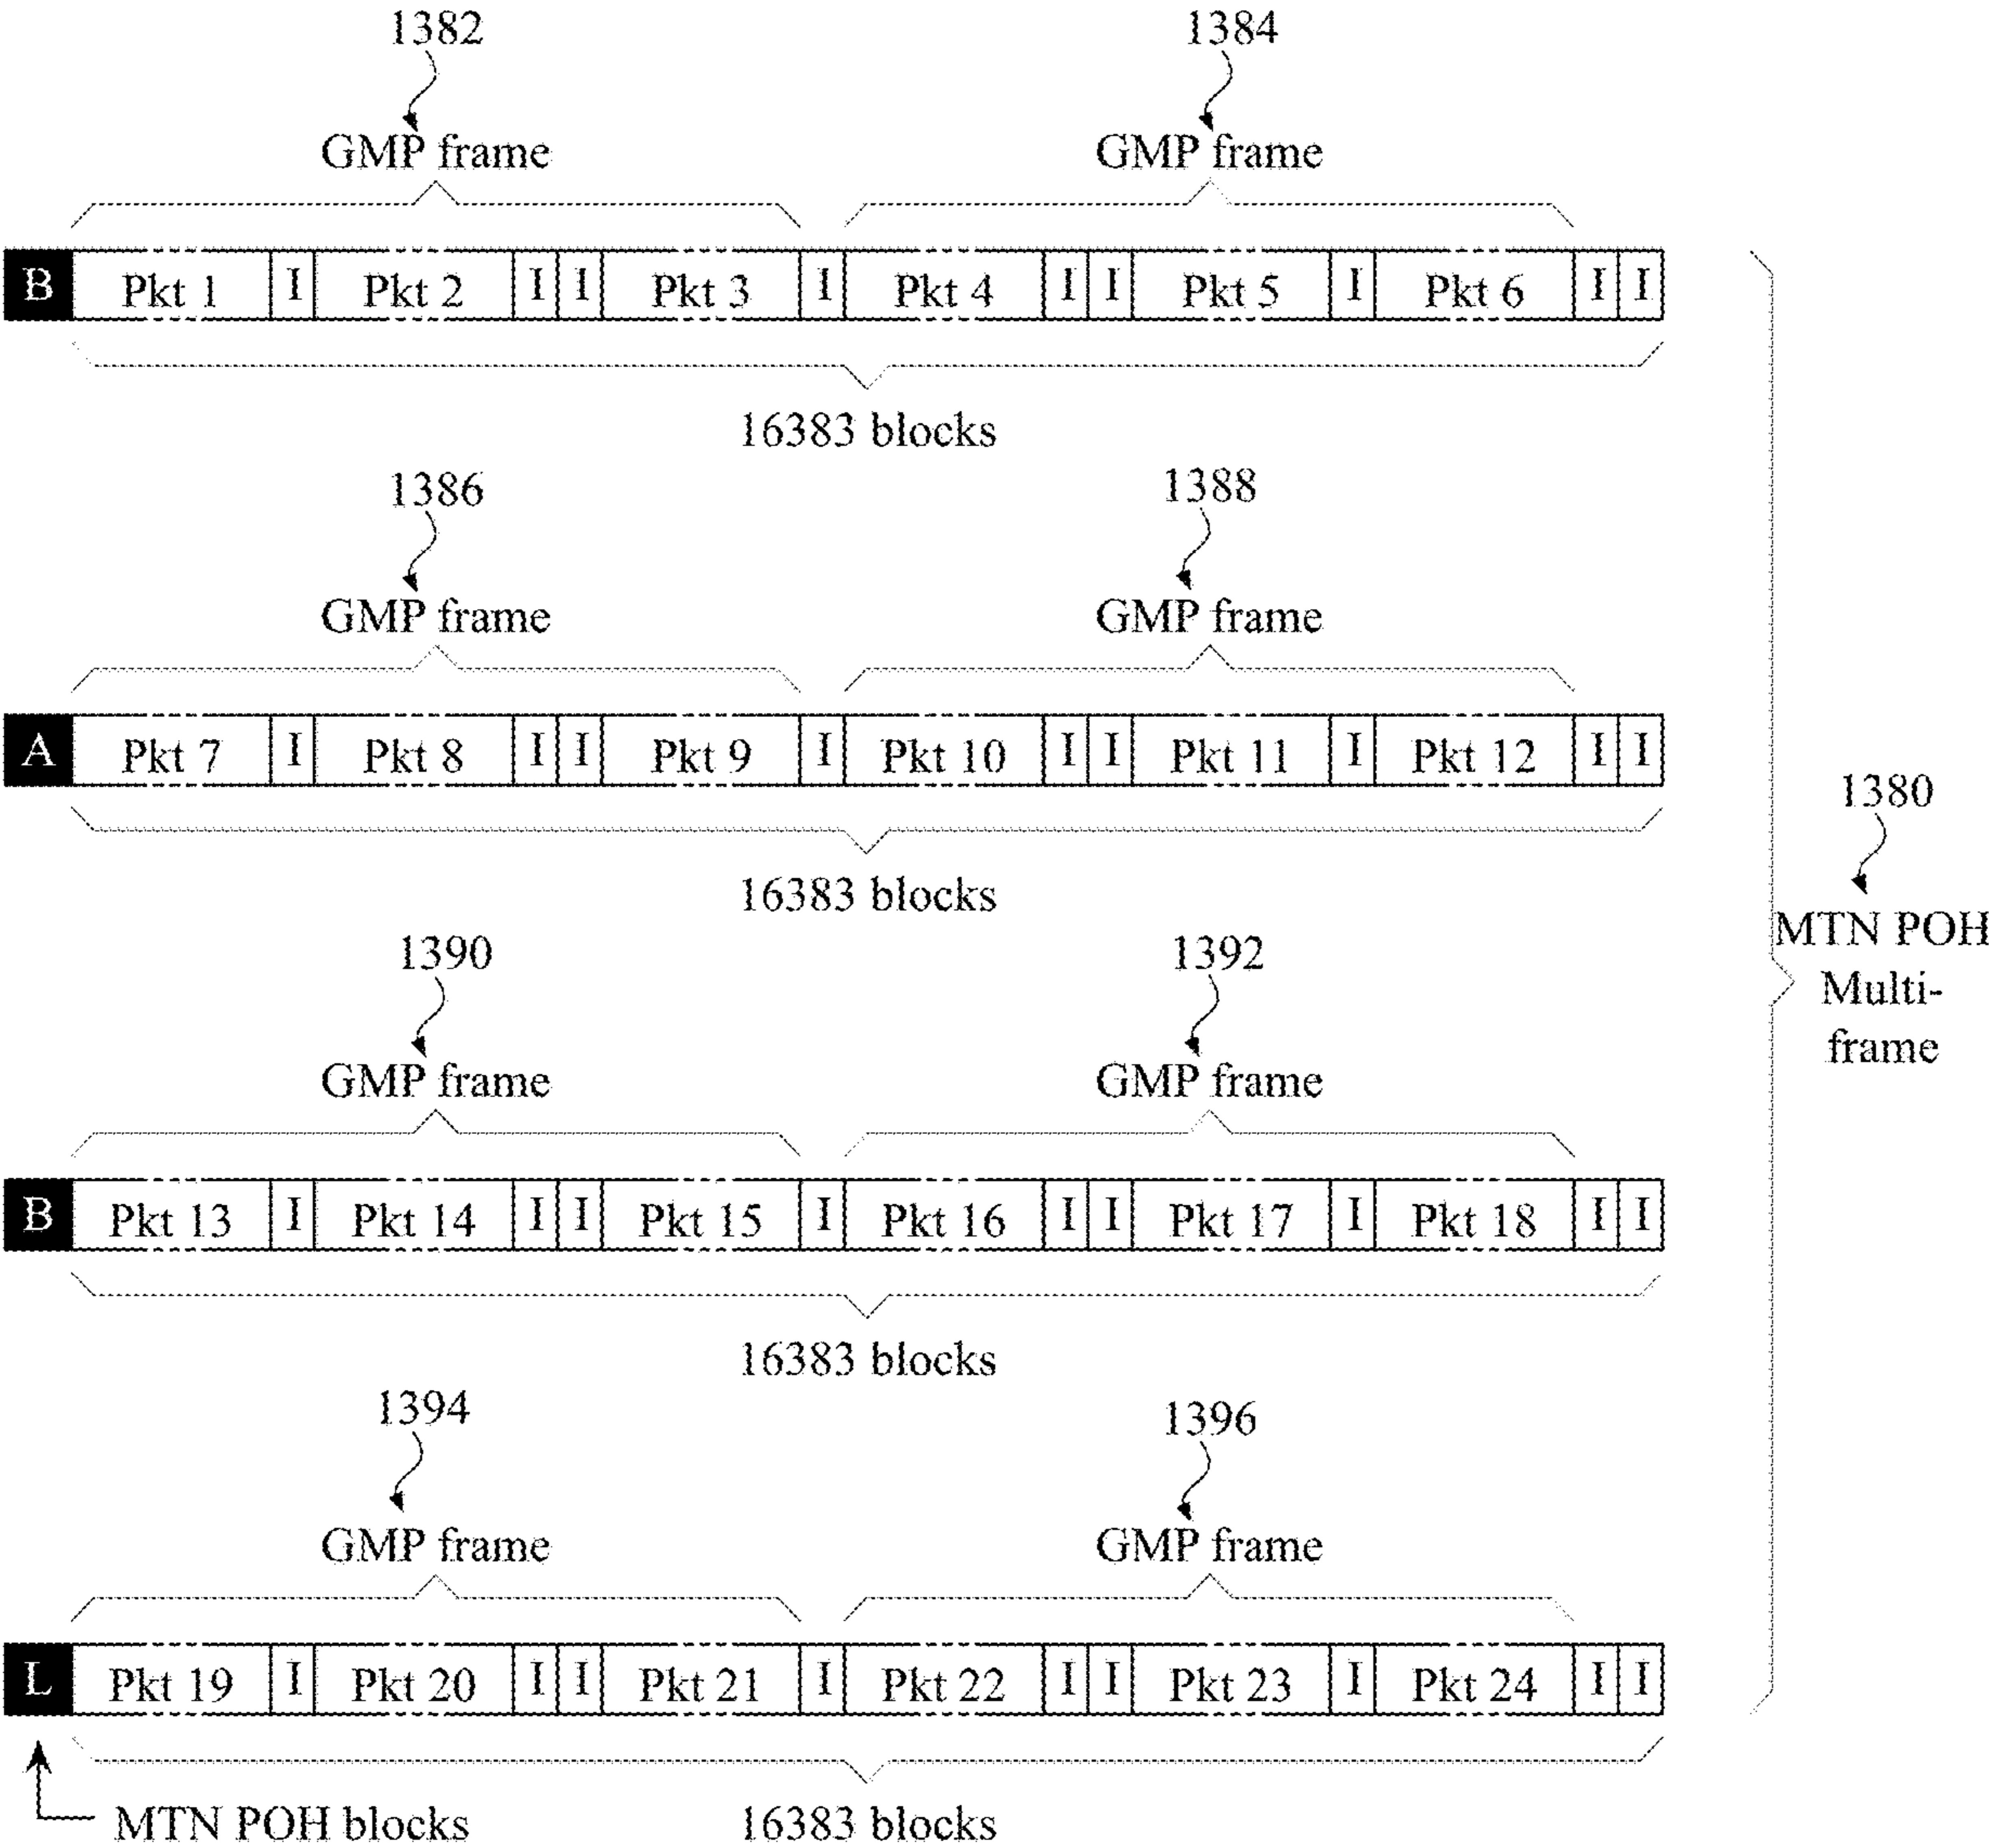 1382 1384
GMP frame GMP frame
B Pkt 1 I Pkt 2 I I Pkt 3 I Pkt 4 I I Pkt 5 I Pkt 6 I I
16383 blocks
1386 1388
GMP frame GMP frame
A Pkt 7 I Pkt 8 I I Pkt 9 I Pkt 10 I I Pkt 11 I Pkt 12 I I
16383 blocks
1380
MTN POH
Multi-
frame
1390 1392
GMP frame GMP frame
B Pkt 13 I Pkt 14 I I Pkt 15 I Pkt 16 I I Pkt 17 I Pkt 18 I I
16383 blocks
1394 1396
GMP frame GMP frame
L Pkt 19 I Pkt 20 I I Pkt 21 I Pkt 22 I I Pkt 23 I Pkt 24 I I
MTN POH blocks 16383 blocks